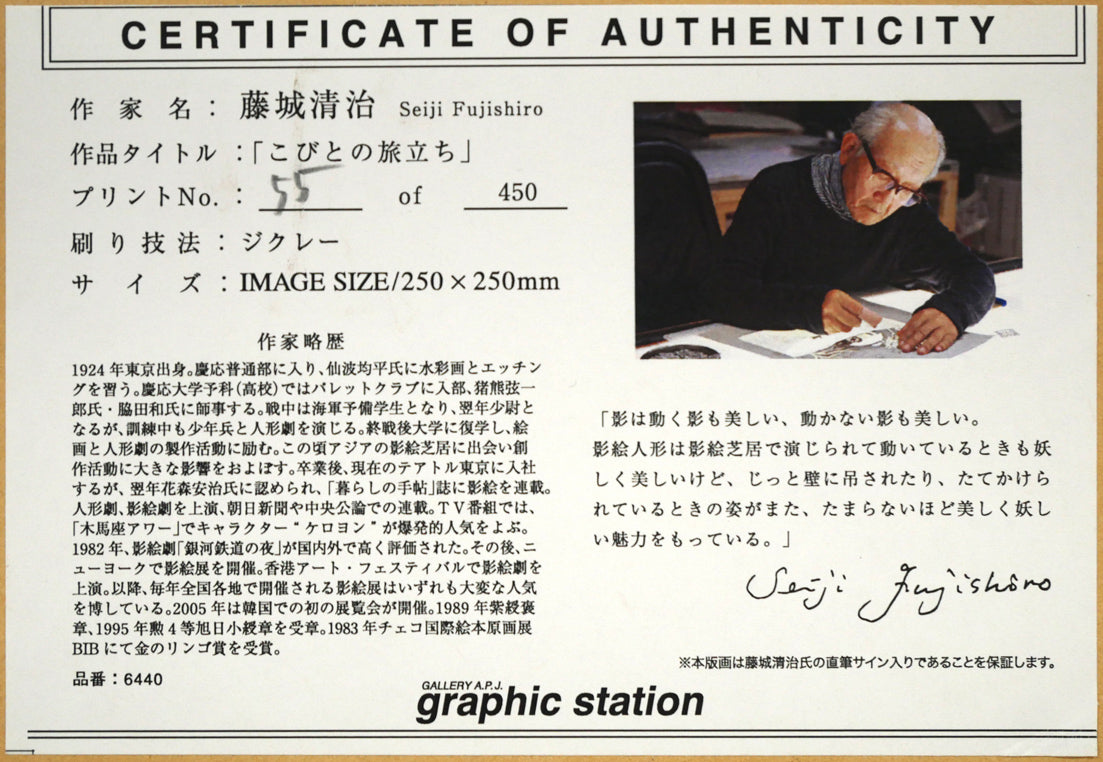 CERTIFICATE OF AUTHENTICITY
作家名：藤城清治 Seiji Fujishiro
作品タイトル：「こびとの旅立ち」
プリントNo.：55 of 450
刷り技法：ジクレー
サイズ：IMAGE SIZE/250×250mm
作家略歴
1924年東京出身。慶応普通部に入り、仙波均平氏に水彩画とエッチン
グを習う。慶応大学予科(高校)ではパレットクラブに入部、猪熊弦一
郎氏・脇田和氏に師事する。戦中は海軍予備学生となり、翌年少尉と
なるが、訓練中も少年兵と人形劇を演じる。終戦後大学に復学し、絵
画と人形劇の製作活動に励む。この頃アジアの影絵芝居に出会い創
作活動に大きな影響をおよぼす。卒業後、現在のテアトル東京に入社
するが、翌年花森安治氏に認められ、「暮らしの手帖」誌に影絵を連載。
人形劇、影絵劇を上演、朝日新聞や中央公論での連載。TV番組では、
「木馬座アワー」でキャラクター“ケロヨン”が爆発的人気をよぶ。
1982年、影絵劇「銀河鉄道の夜」が国内外で高く評価された。その後、ニ
ューヨークで影絵展を開催。香港アート・フェスティバルで影絵劇を
上演。以降、毎年全国各地で開催される影絵展はいずれも大変な人気
を博している。2005年は韓国での初の展覧会が開催。1989年紫綬褒
章、1995年勲4等旭日小綬章を受章。1983年チェコ国際絵本原画展
BIBにて金のリンゴ賞を受賞。
品番：6440
「影は動く影も美しい、動かない影も美しい。
影絵人形は影絵芝居で演じられて動いているときも妖
しく美しいけど、じっと壁に吊されたり、たてかけら
れているときの姿がまた、たまらないほど美しく妖し
い魅力をもっている。」
Seiji Fujishiro
※本版画は藤城清治氏の直筆サイン入りであることを保証します。
GALLERY A.P.J.
graphic station